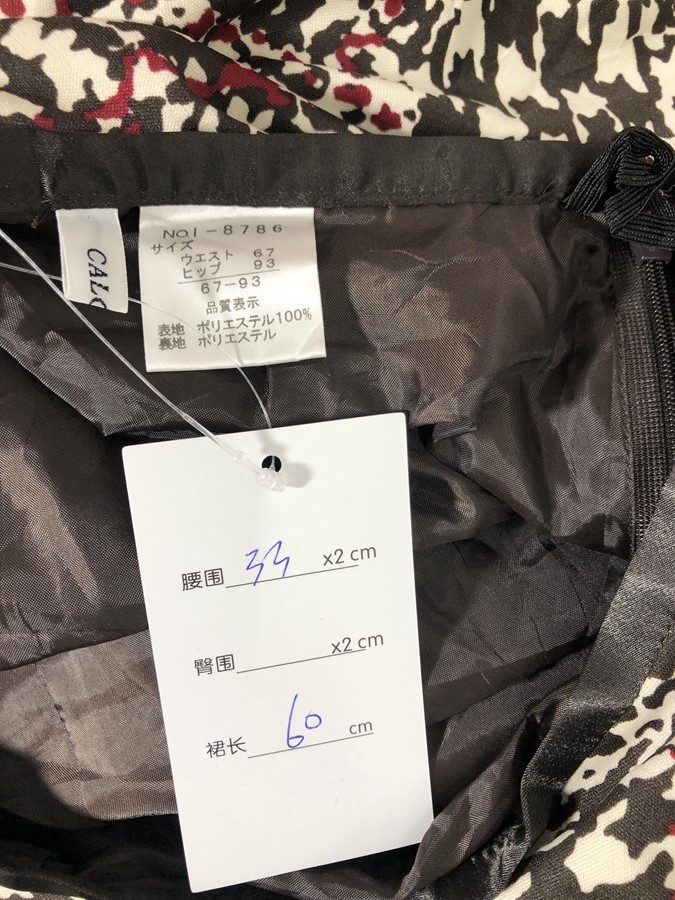 NO.1-8786
サイズ
ウエスト 67
ヒップ 93
67-93
品質表示
表地 ポリエステル100%
裏地 ポリエステル
腰围 33 x2 cm
臀围 x2 cm
裙长 60 cm